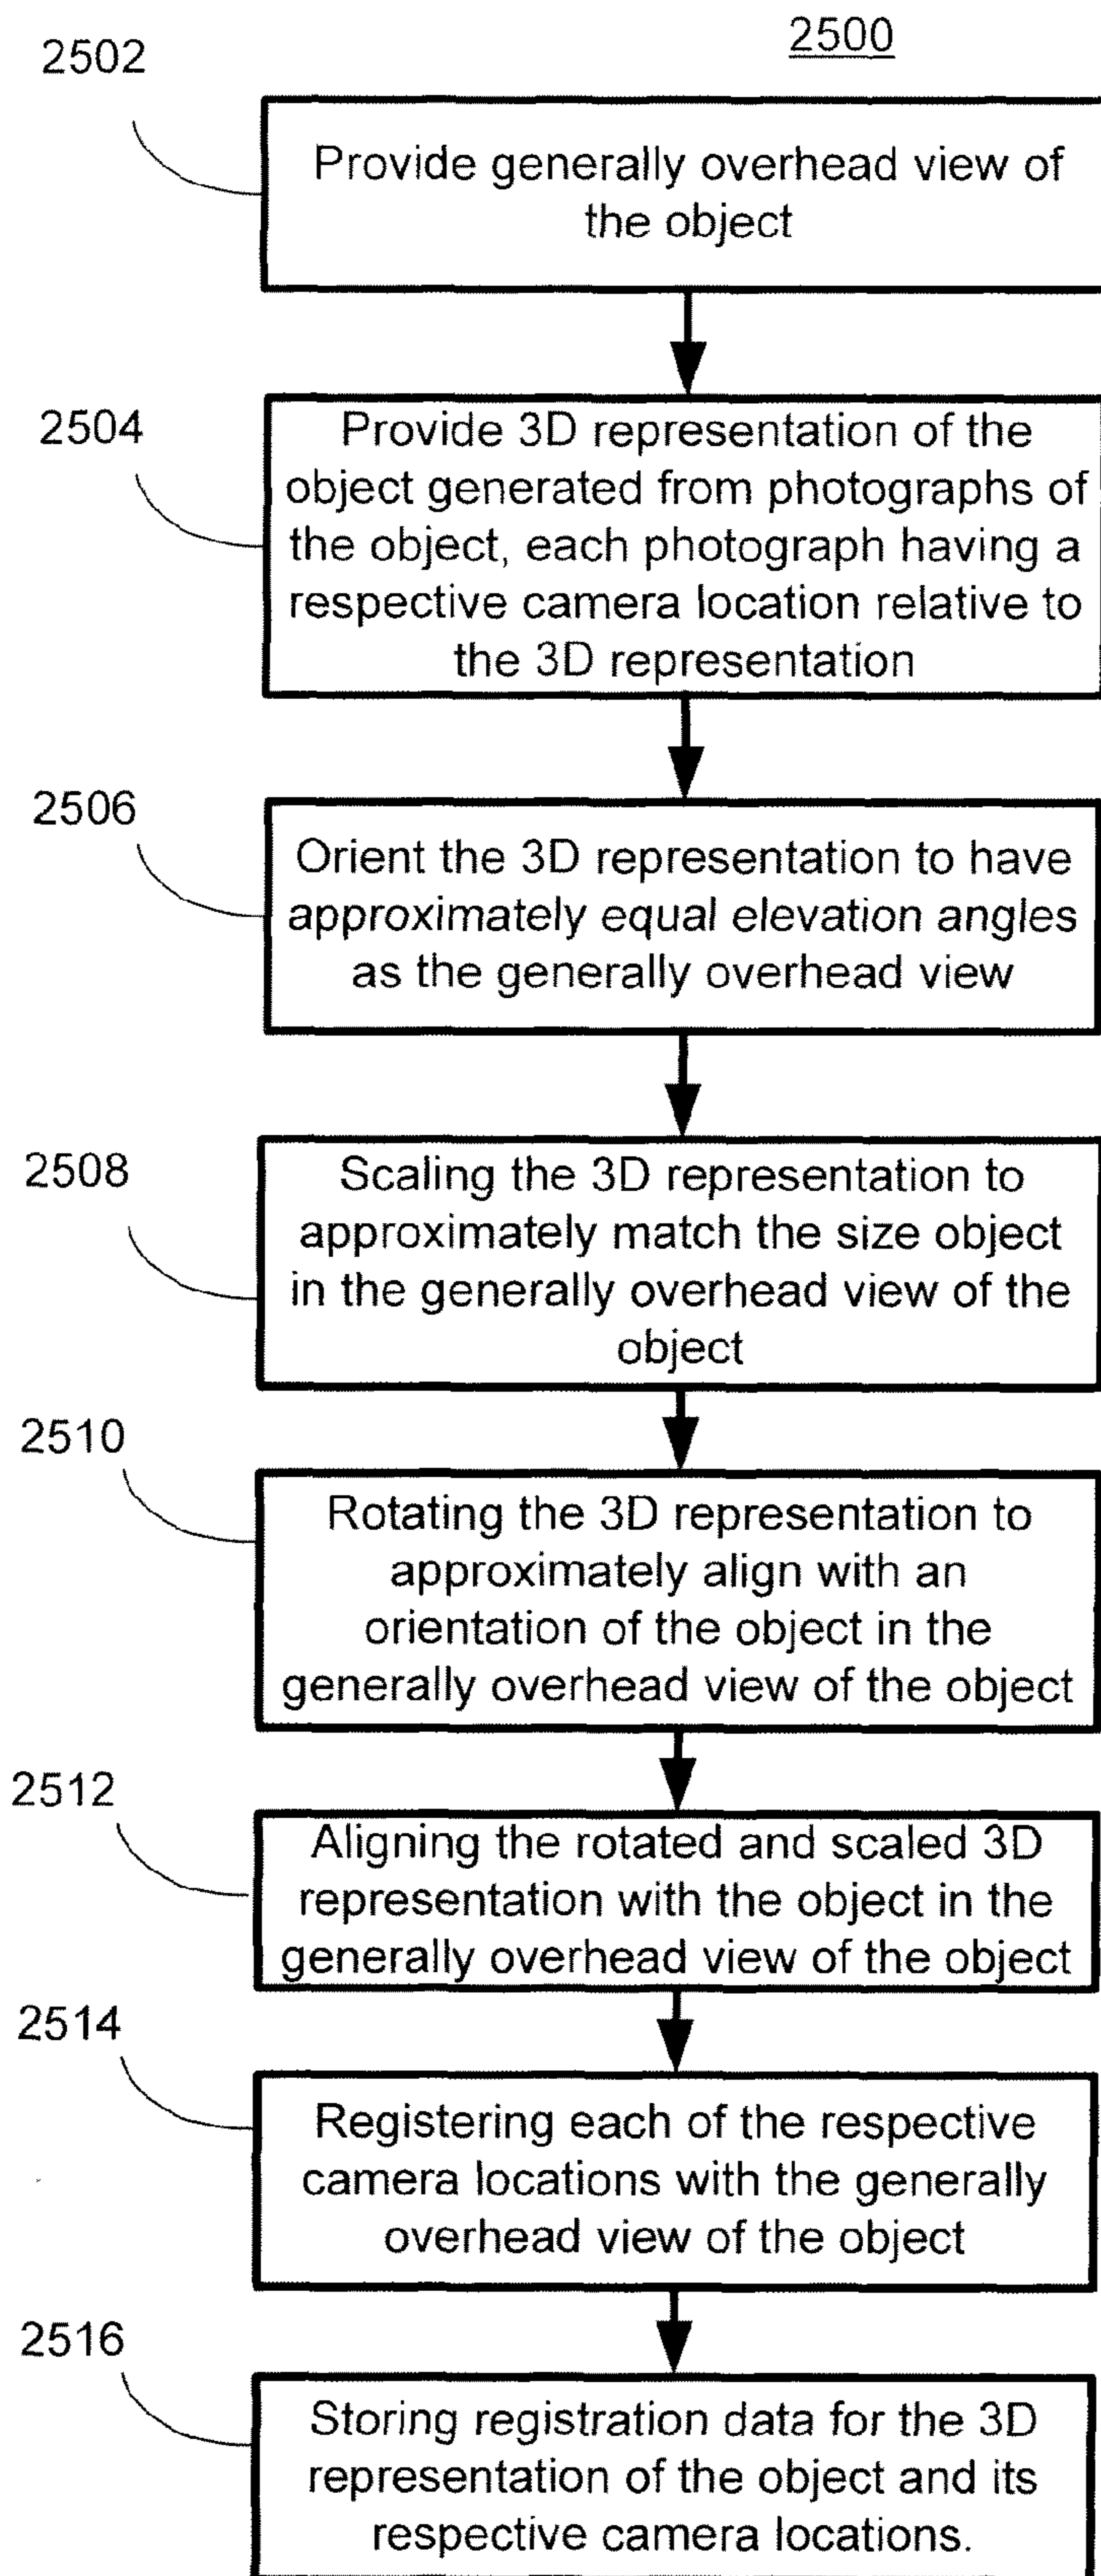 2500
2502
Provide generally overhead view of
the object
2504
Provide 3D representation of the
object generated from photographs of
the object, each photograph having a
respective camera location relative to
the 3D representation
2506
Orient the 3D representation to have
approximately equal elevation angles
as the generally overhead view
2508
Scaling the 3D representation to
approximately match the size object
in the generally overhead view of the
object
2510
Rotating the 3D representation to
approximately align with an
orientation of the object in the
generally overhead view of the object
2512
Aligning the rotated and scaled 3D
representation with the object in the
generally overhead view of the object
2514
Registering each of the respective
camera locations with the generally
overhead view of the object
2516
Storing registration data for the 3D
representation of the object and its
respective camera locations.